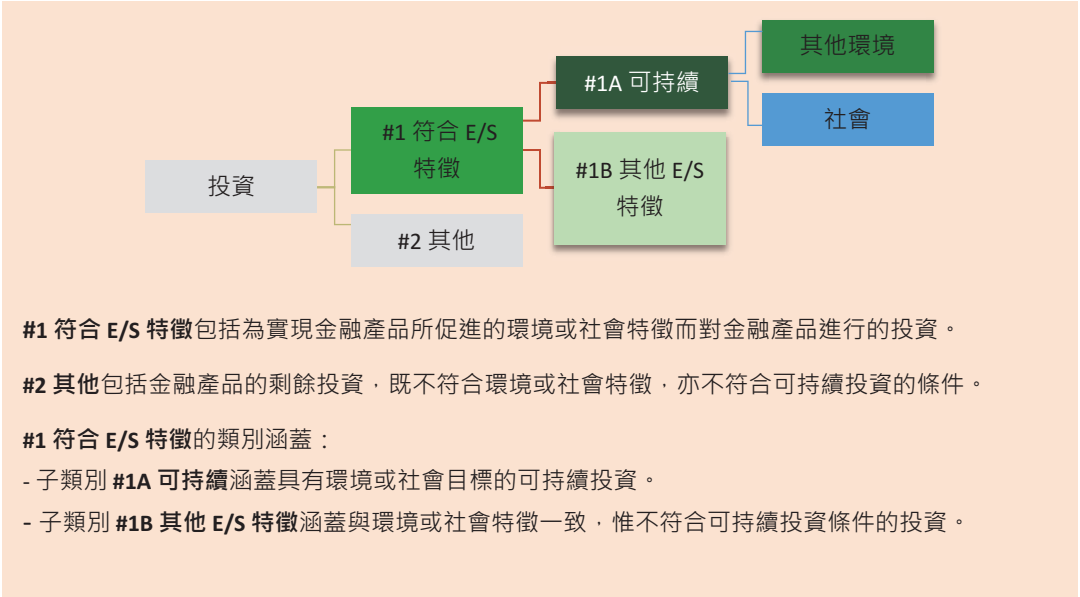 投資
#1 符合 E/S
特徵
#2 其他
#1A 可持續
#1B 其他 E/S
特徵
其他環境
社會
#1 符合 E/S 特徵包括為實現金融產品所促進的環境或社會特徵而對金融產品進行的投資。
#2 其他包括金融產品的剩餘投資，既不符合環境或社會特徵，亦不符合可持續投資的條件。
#1 符合 E/S 特徵的類別涵蓋：
- 子類別 #1A 可持續涵蓋具有環境或社會目標的可持續投資。
- 子類別 #1B 其他 E/S 特徵涵蓋與環境或社會特徵一致，惟不符合可持續投資條件的投資。